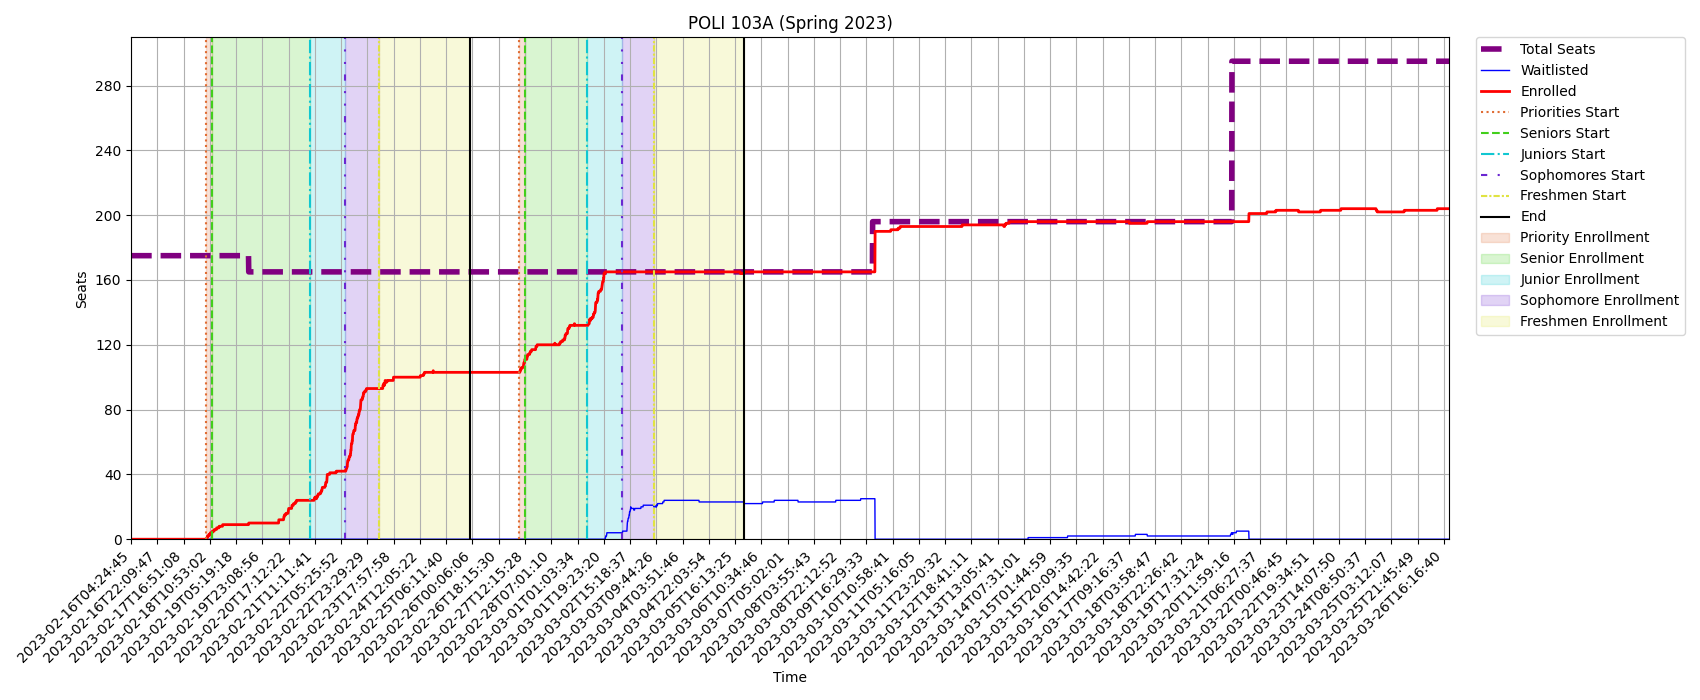 POLI 103A (Spring 2023)
Seats
280
240
200
160
120
80
40
0
2023-02-16T04:24:45
2023-02-16T22:09:47
2023-02-17T16:51:08
2023-02-18T10:53:02
2023-02-19T05:19:18
2023-02-19T23:08:56
2023-02-20T17:12:22
2023-02-21T11:11:41
2023-02-22T05:25:52
2023-02-22T23:29:29
2023-02-23T17:57:58
2023-02-24T12:05:22
2023-02-25T06:11:40
2023-02-26T00:06:06
2023-02-26T18:15:30
2023-02-27T12:15:28
2023-02-28T07:01:10
2023-03-01T01:03:34
2023-03-01T19:23:20
2023-03-02T15:18:37
2023-03-03T09:44:26
2023-03-04T03:51:46
2023-03-04T22:03:54
2023-03-05T16:13:25
2023-03-06T10:34:46
2023-03-07T05:02:01
2023-03-08T03:55:43
2023-03-08T22:12:52
2023-03-09T16:29:33
2023-03-10T10:58:41
2023-03-11T05:16:05
2023-03-11T23:20:32
2023-03-12T18:41:11
2023-03-13T13:05:41
2023-03-14T07:31:01
2023-03-15T01:44:59
2023-03-15T20:09:35
2023-03-16T14:42:22
2023-03-17T09:16:37
2023-03-18T03:58:47
2023-03-18T22:26:42
2023-03-19T17:31:24
2023-03-20T11:59:16
2023-03-21T06:27:37
2023-03-22T00:46:45
2023-03-22T19:34:51
2023-03-23T14:07:50
2023-03-24T08:50:37
2023-03-25T03:12:07
2023-03-25T21:45:49
2023-03-26T16:16:40
Time
Total Seats
Waitlisted
Enrolled
Priorities Start
Seniors Start
Juniors Start
Sophomores Start
Freshmen Start
End
Priority Enrollment
Senior Enrollment
Junior Enrollment
Sophomore Enrollment
Freshmen Enrollment